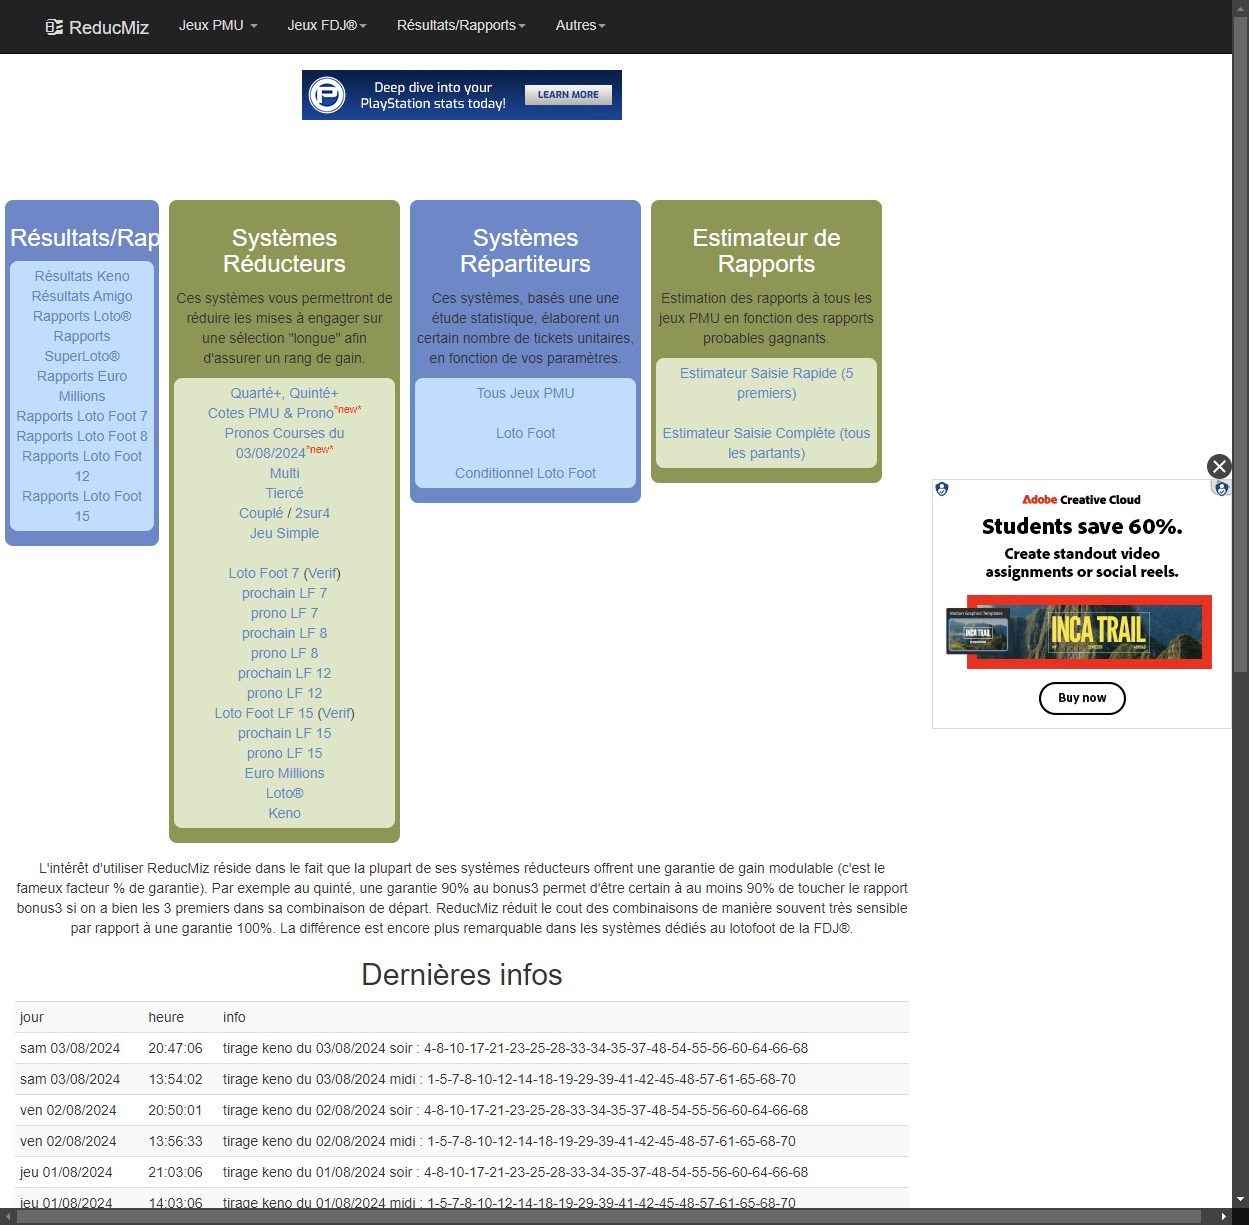 ReducMiz Jeux PMU Jeux FDJ® Résultats/Rapports Autres
Deep dive into your
PlayStation stats today!
LEARN MORE
Résultats/Rap
Résultats Keno
Résultats Amigo
Rapports Loto®
Rapports
SuperLoto®
Rapports Euro
Millions
Rapports Loto Foot 7
Rapports Loto Foot 8
Rapports Loto Foot
12
Rapports Loto Foot
15
Systèmes
Réducteurs
Ces systèmes vous permettront de
réduire les mises à engager sur
une sélection "longue" afin
d'assurer un rang de gain.
Quarté+, Quinté+
Cotes PMU & Prono*new*
Pronos Courses du
03/08/2024*new*
Multi
Tiercé
Couplé / 2sur4
Jeu Simple
Loto Foot 7 (Verif)
prochain LF 7
prono LF 7
prochain LF 8
prono LF 8
prochain LF 12
prono LF 12
Loto Foot LF 15 (Verif)
prochain LF 15
prono LF 15
Euro Millions
Loto®
Keno
Systèmes
Répartiteurs
Ces systèmes, basés une une
étude statistique, élaborent un
certain nombre de tickets unitaires,
en fonction de vos paramètres.
Tous Jeux PMU
Loto Foot
Conditionnel Loto Foot
Estimateur de
Rapports
Estimation des rapports à tous les
jeux PMU en fonction des rapports
probables gagnants.
Estimateur Saisie Rapide (5
premiers)
Estimateur Saisie Complète (tous
les partants)
Adobe Creative Cloud
Students save 60%.
Create standout video
assignments or social reels.
Motion Graphics Templates
INCA TRAIL
INCA TRAIL
Buy now
L'intérêt d'utiliser ReducMiz réside dans le fait que la plupart de ses systèmes réducteurs offrent une garantie de gain modulable (c'est le
fameux facteur % de garantie). Par exemple au quinté, une garantie 90% au bonus3 permet d'être certain à au moins 90% de toucher le rapport
bonus3 si on a bien les 3 premiers dans sa combinaison de départ. ReducMiz réduit le cout des combinaisons de manière souvent très sensible
par rapport à une garantie 100%. La différence est encore plus remarquable dans les systèmes dédiés au lotofoot de la FDJ®.
Dernières infos
jour heure info
sam 03/08/2024 20:47:06 tirage keno du 03/08/2024 soir : 4-8-10-17-21-23-25-28-33-34-35-37-48-54-55-56-60-64-66-68
sam 03/08/2024 13:54:02 tirage keno du 03/08/2024 midi : 1-5-7-8-10-12-14-18-19-29-39-41-42-45-48-57-61-65-68-70
ven 02/08/2024 20:50:01 tirage keno du 02/08/2024 soir : 4-8-10-17-21-23-25-28-33-34-35-37-48-54-55-56-60-64-66-68
ven 02/08/2024 13:56:33 tirage keno du 02/08/2024 midi : 1-5-7-8-10-12-14-18-19-29-39-41-42-45-48-57-61-65-68-70
jeu 01/08/2024 21:03:06 tirage keno du 01/08/2024 soir : 4-8-10-17-21-23-25-28-33-34-35-37-48-54-55-56-60-64-66-68
jeu 01/08/2024 14:03:06 tirage keno du 01/08/2024 midi : 1-5-7-8-10-12-14-18-19-29-39-41-42-45-48-57-61-65-68-70